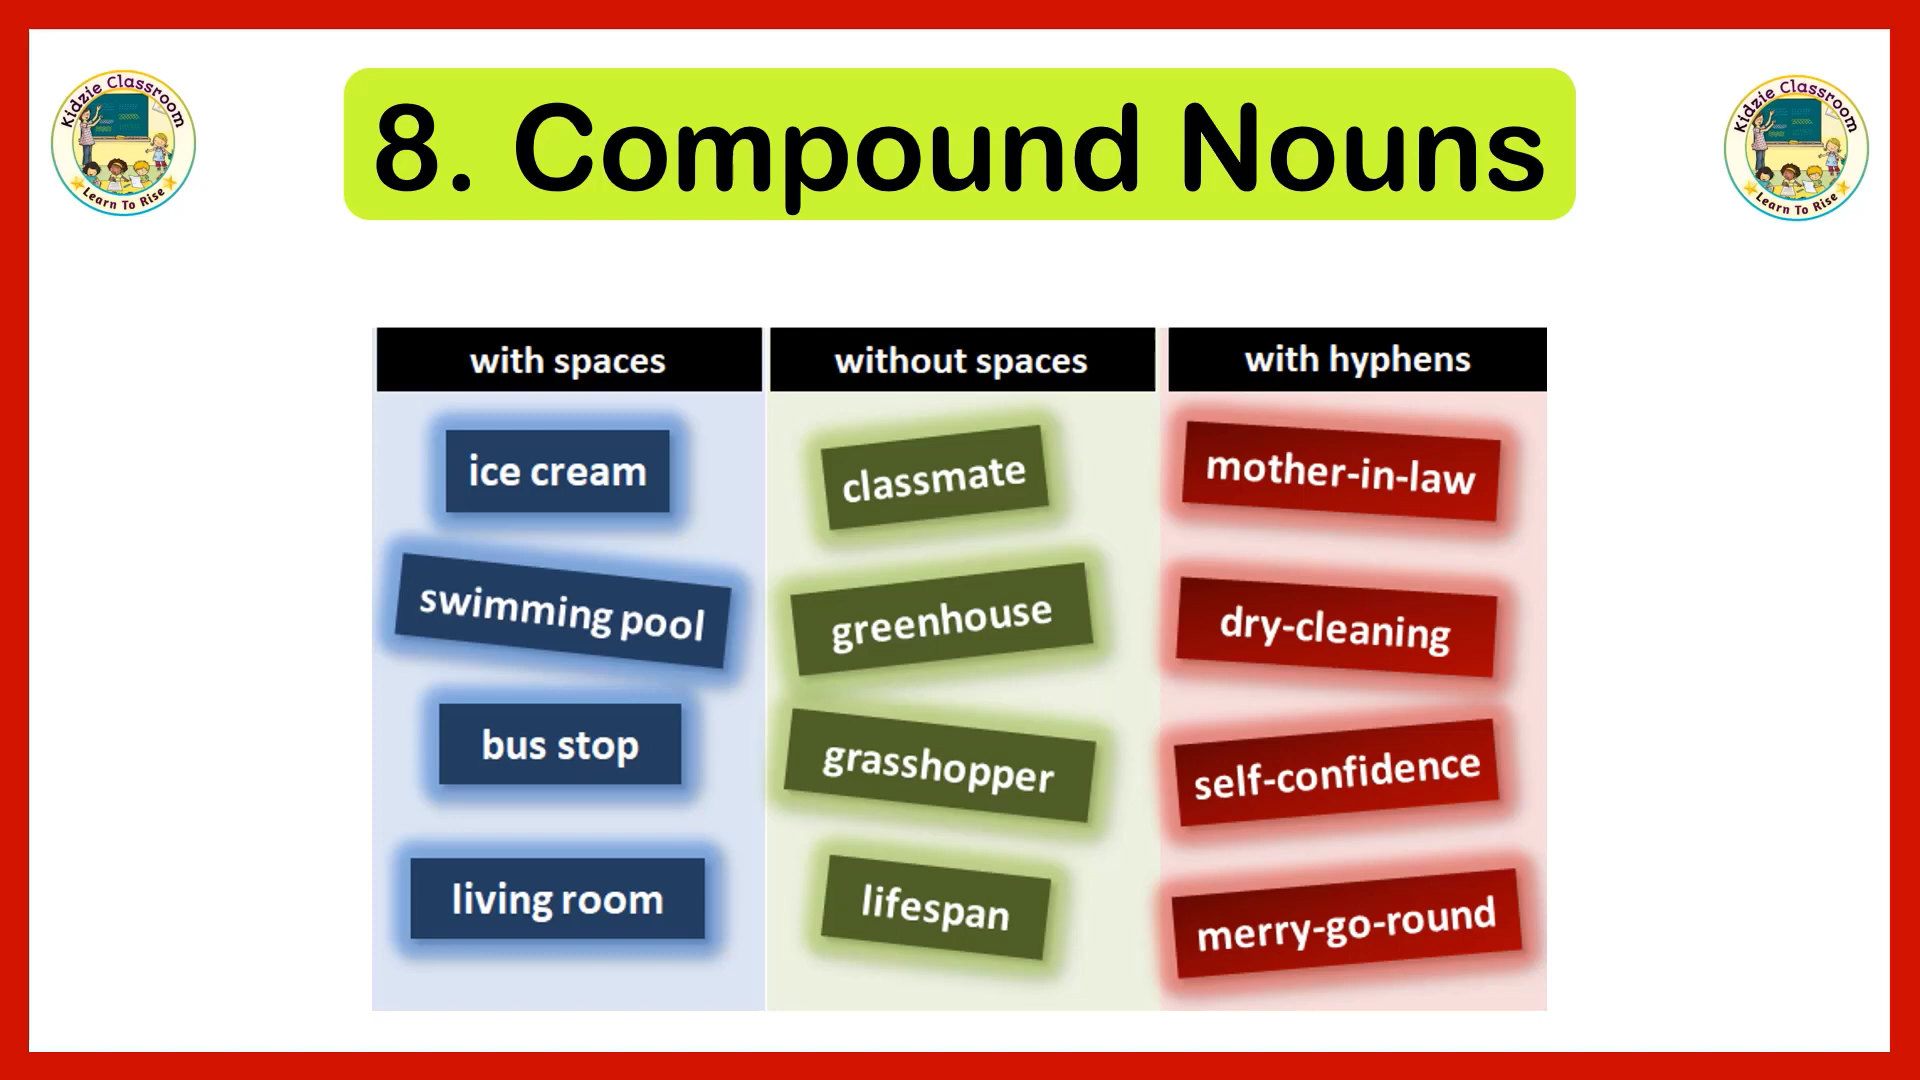 Kidzie Classroom
Learn To Rise
8. Compound Nouns
Kidzie Classroom
Learn To Rise
with spaces
without spaces
with hyphens
ice cream
classmate
mother-in-law
swimming pool
greenhouse
dry-cleaning
bus stop
grasshopper
self-confidence
living room
lifespan
merry-go-round